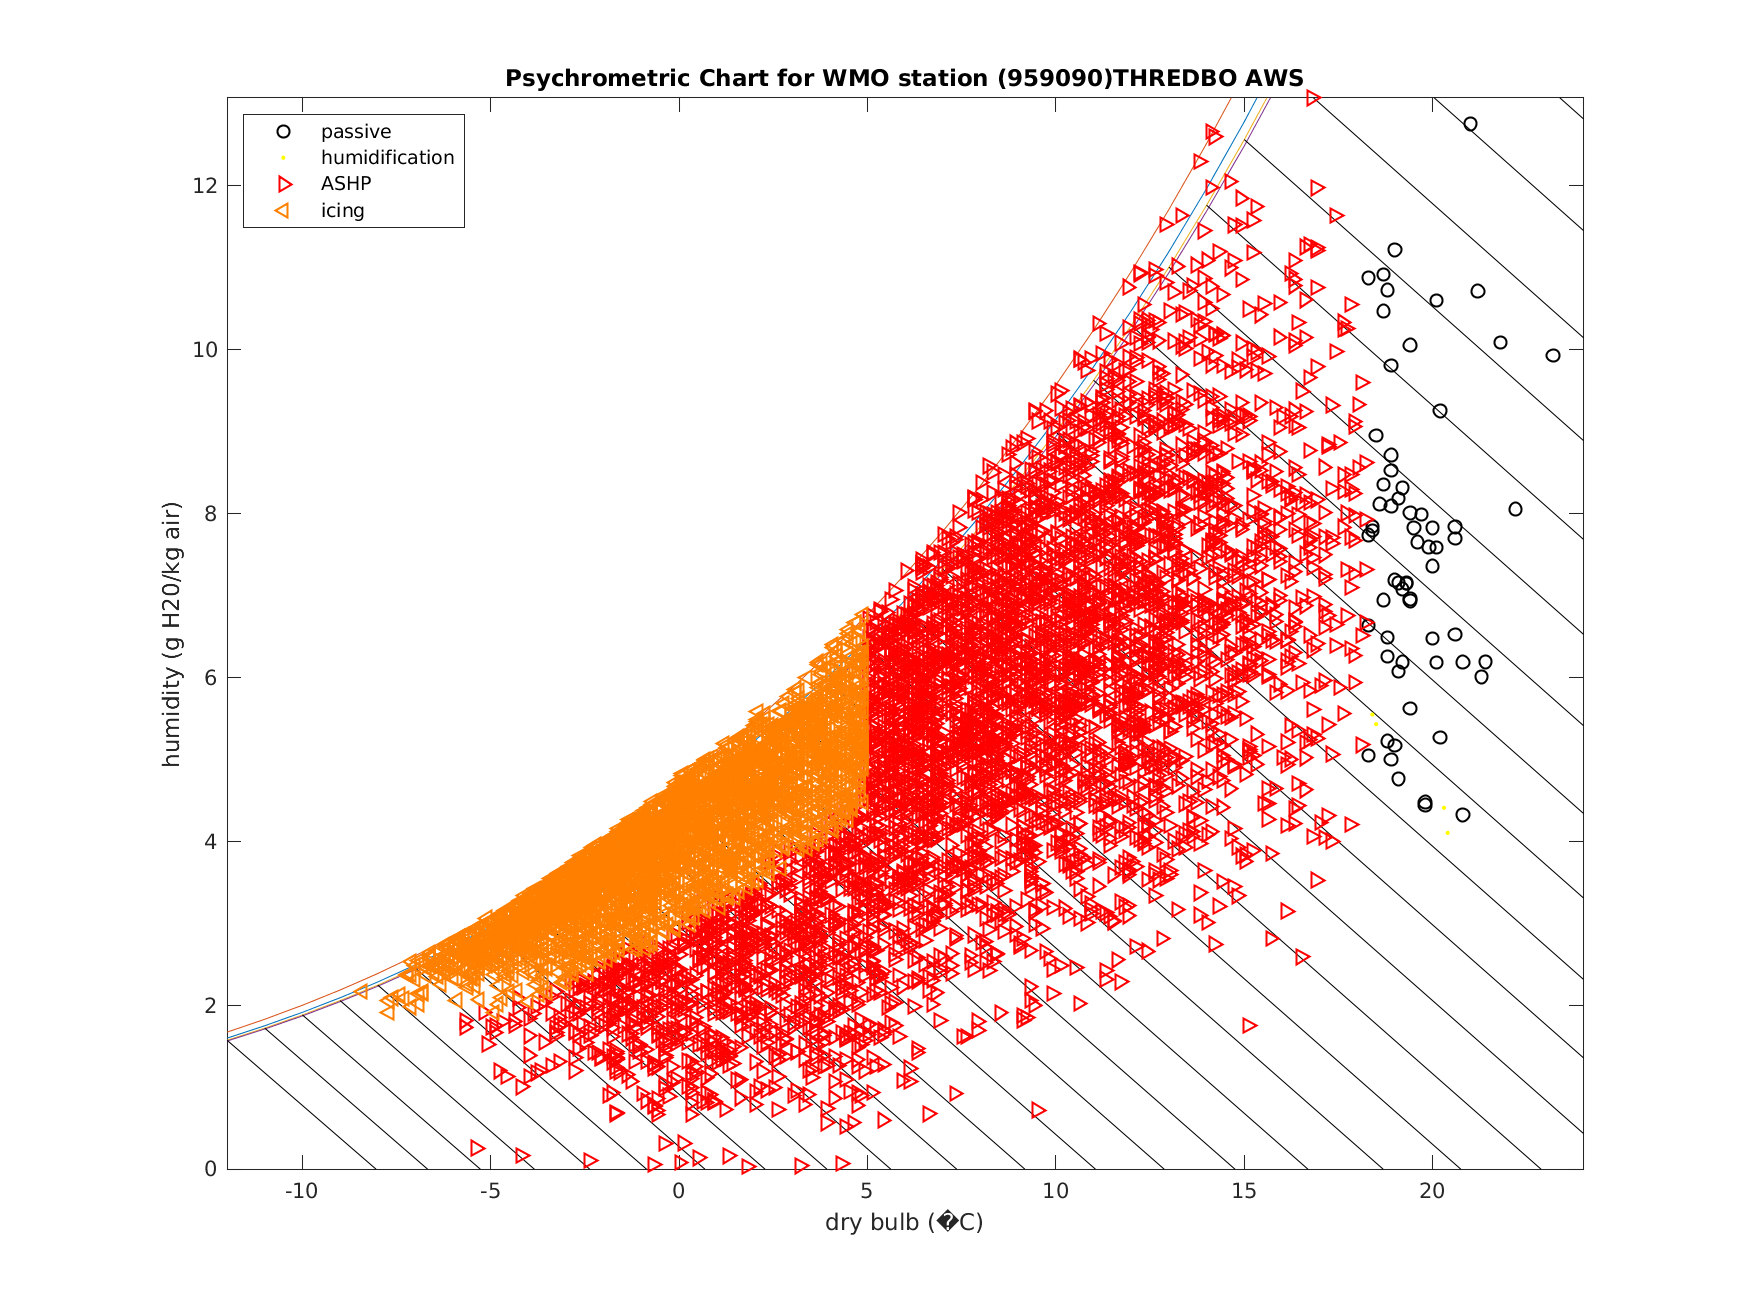 Psychrometric Chart for WMO station (959090)THREDBO AWS
passive
humidification
ASHP
icing
12
10
8
6
4
2
0
humidity (g H20/kg air)
-10
-5
0
5
10
15
20
dry bulb (�C)